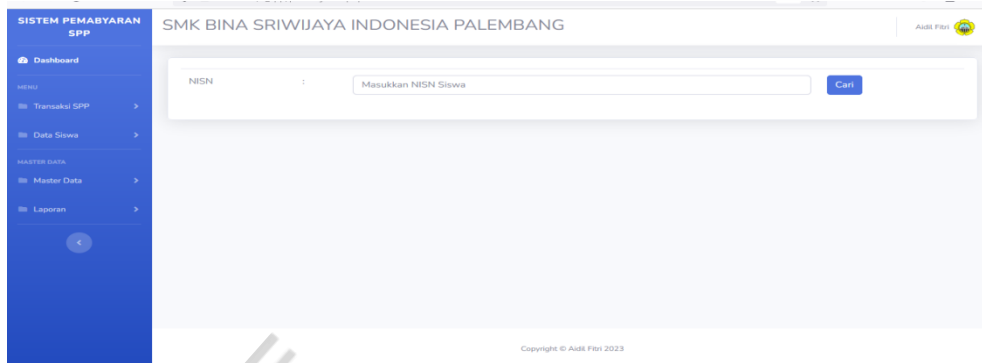 SISTEM PEMABYARAN
SPP
SMK BINA SRIWIJAYA INDONESIA PALEMBANG
Aidil Fitri
Dashboard
NISN : Masukkan NISN Siswa Cari
MENU
Transaksi SPP >
Data Siswa >
MASTER DATA
Master Data >
Laporan >
<
Copyright © Aidil Fitri 2023